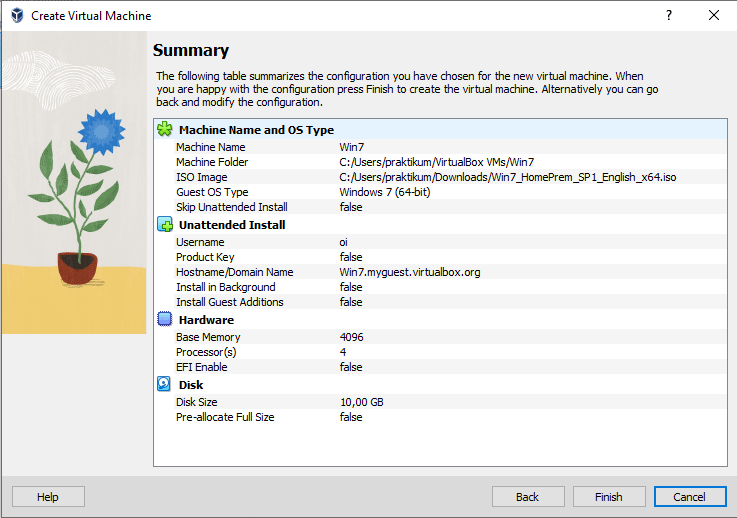 Create Virtual Machine
?
Summary
The following table summarizes the configuration you have chosen for the new virtual machine. When
you are happy with the configuration press Finish to create the virtual machine. Alternatively you can go
back and modify the configuration.
Machine Name and OS Type
Machine Name Win7
Machine Folder C:/Users/praktikum/VirtualBox VMs/Win7
ISO Image C:/Users/praktikum/Downloads/Win7_HomePrem_SP1_English_x64.iso
Guest OS Type Windows 7 (64-bit)
Skip Unattended Install false
Unattended Install
Username oi
Product Key false
Hostname/Domain Name Win7.myguest.virtualbox.org
Install in Background false
Install Guest Additions false
Hardware
Base Memory 4096
Processor(s) 4
EFI Enable false
Disk
Disk Size 10,00 GB
Pre-allocate Full Size false
Help Back Finish Cancel